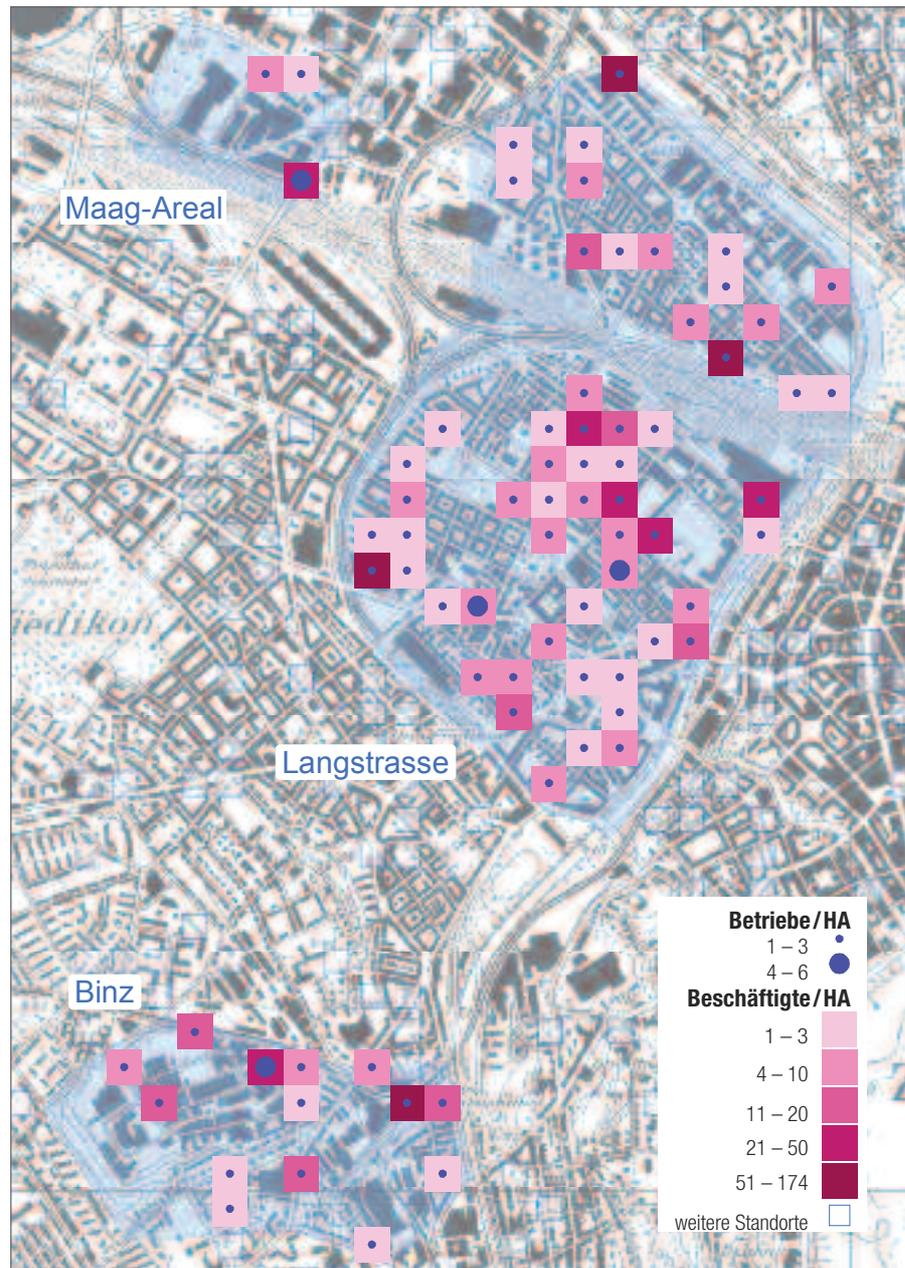 Maag-Areal
iedikon
Langstrasse
Binz
Betriebe/HA
1 – 3
4 – 6
Beschäftigte/HA
1 – 3
4 – 10
11 – 20
21 – 50
51 – 174
weitere Standorte